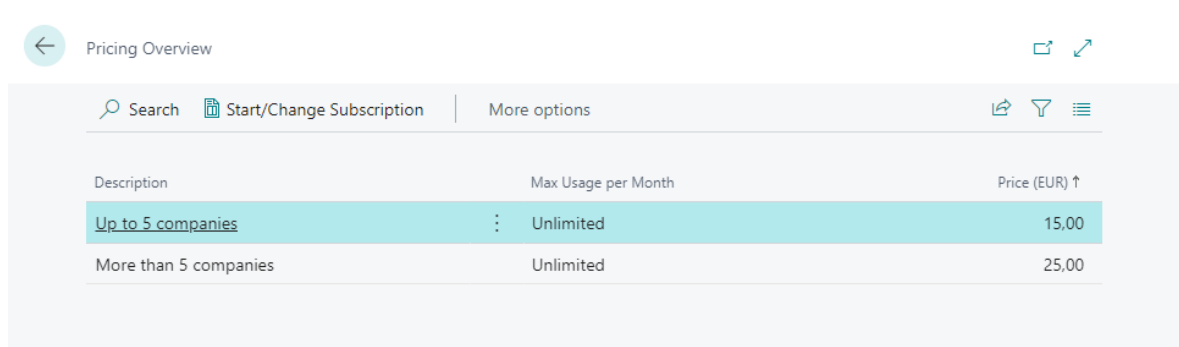 Pricing Overview
Search Start/Change Subscription More options
Description Max Usage per Month Price (EUR) ↑
Up to 5 companies Unlimited 15,00
More than 5 companies Unlimited 25,00